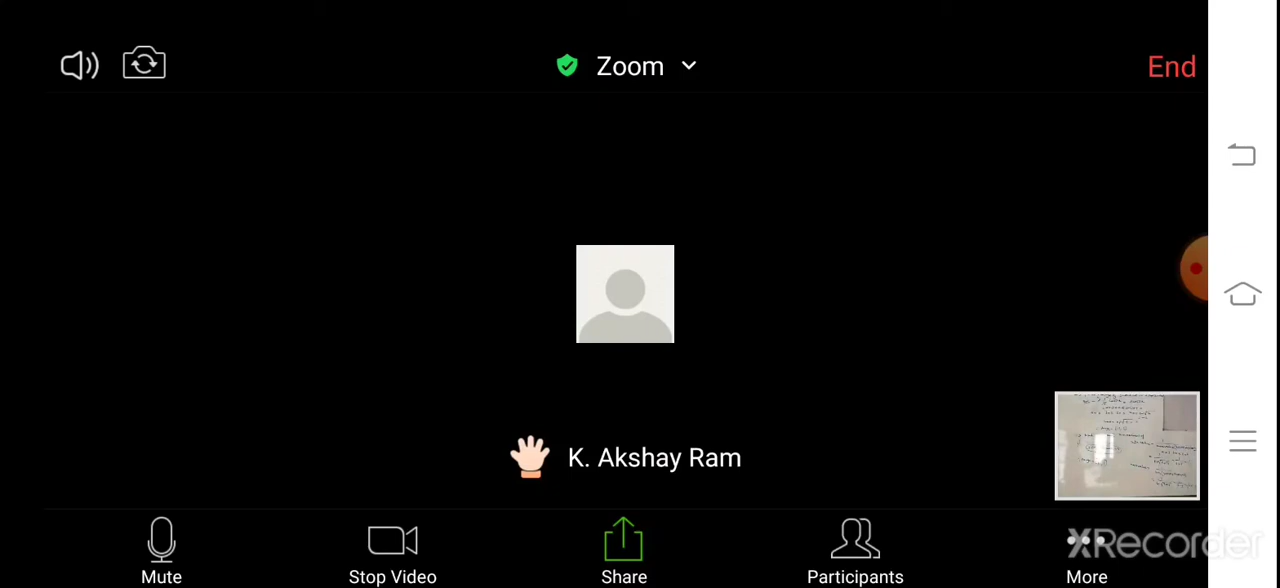 Zoom
End
K. Akshay Ram
Mute
Stop Video
Share
Participants
More
XRecorder